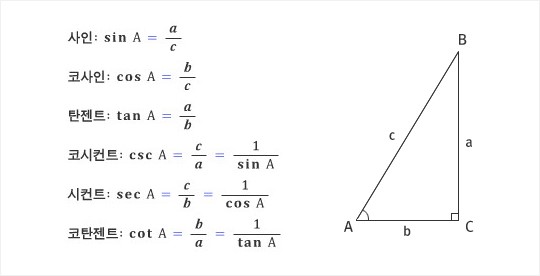 사인: sin A = a/c
코사인: cos A = b/c
탄젠트: tan A = a/b
코시컨트: csc A = c/a = 1/sin A
시컨트: sec A = c/b = 1/cos A
코탄젠트: cot A = b/a = 1/tan A
B
c
a
A
b
C